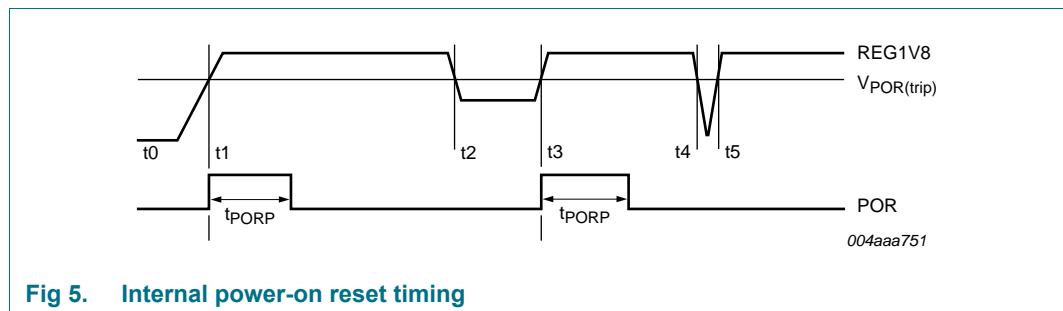 REG1V8
VPOR(trip)
t0 t1 t2 t3 t4 t5
tPORP tPORP POR
004aaa751
Fig 5. Internal power-on reset timing